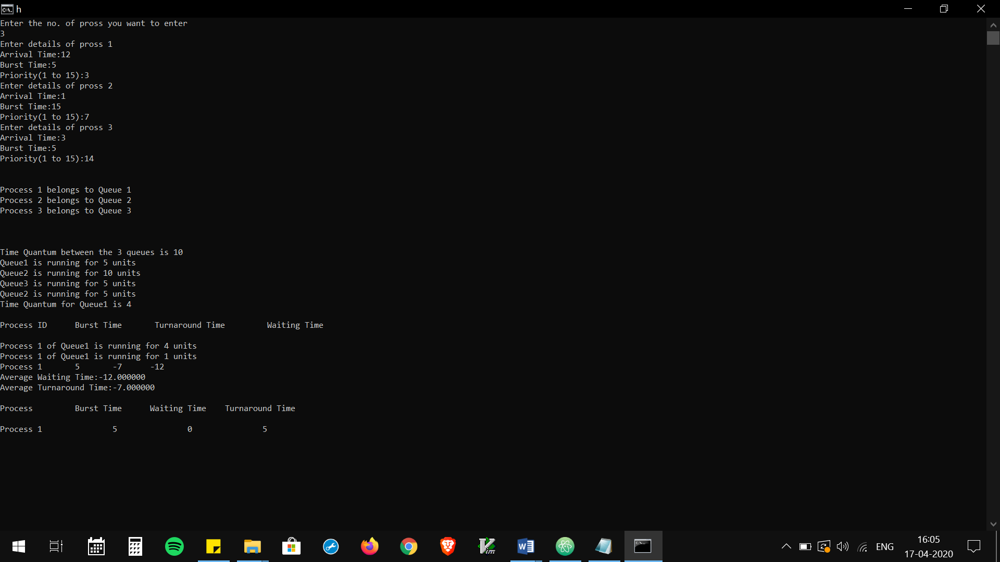 h
Enter the no. of pross you want to enter
3
Enter details of pross 1
Arrival Time:12
Burst Time:5
Priority(1 to 15):3
Enter details of pross 2
Arrival Time:1
Burst Time:15
Priority(1 to 15):7
Enter details of pross 3
Arrival Time:3
Burst Time:5
Priority(1 to 15):14
Process 1 belongs to Queue 1
Process 2 belongs to Queue 2
Process 3 belongs to Queue 3
Time Quantum between the 3 queues is 10
Queue1 is running for 5 units
Queue2 is running for 10 units
Queue3 is running for 5 units
Queue2 is running for 5 units
Time Quantum for Queue1 is 4
Process ID      Burst Time       Turnaround Time         Waiting Time
Process 1 of Queue1 is running for 4 units
Process 1 of Queue1 is running for 1 units
Process 1       5       -7      -12
Average Waiting Time:-12.000000
Average Turnaround Time:-7.000000
Process         Burst Time      Waiting Time    Turnaround Time
Process 1               5               0               5
ENG
16:05
17-04-2020